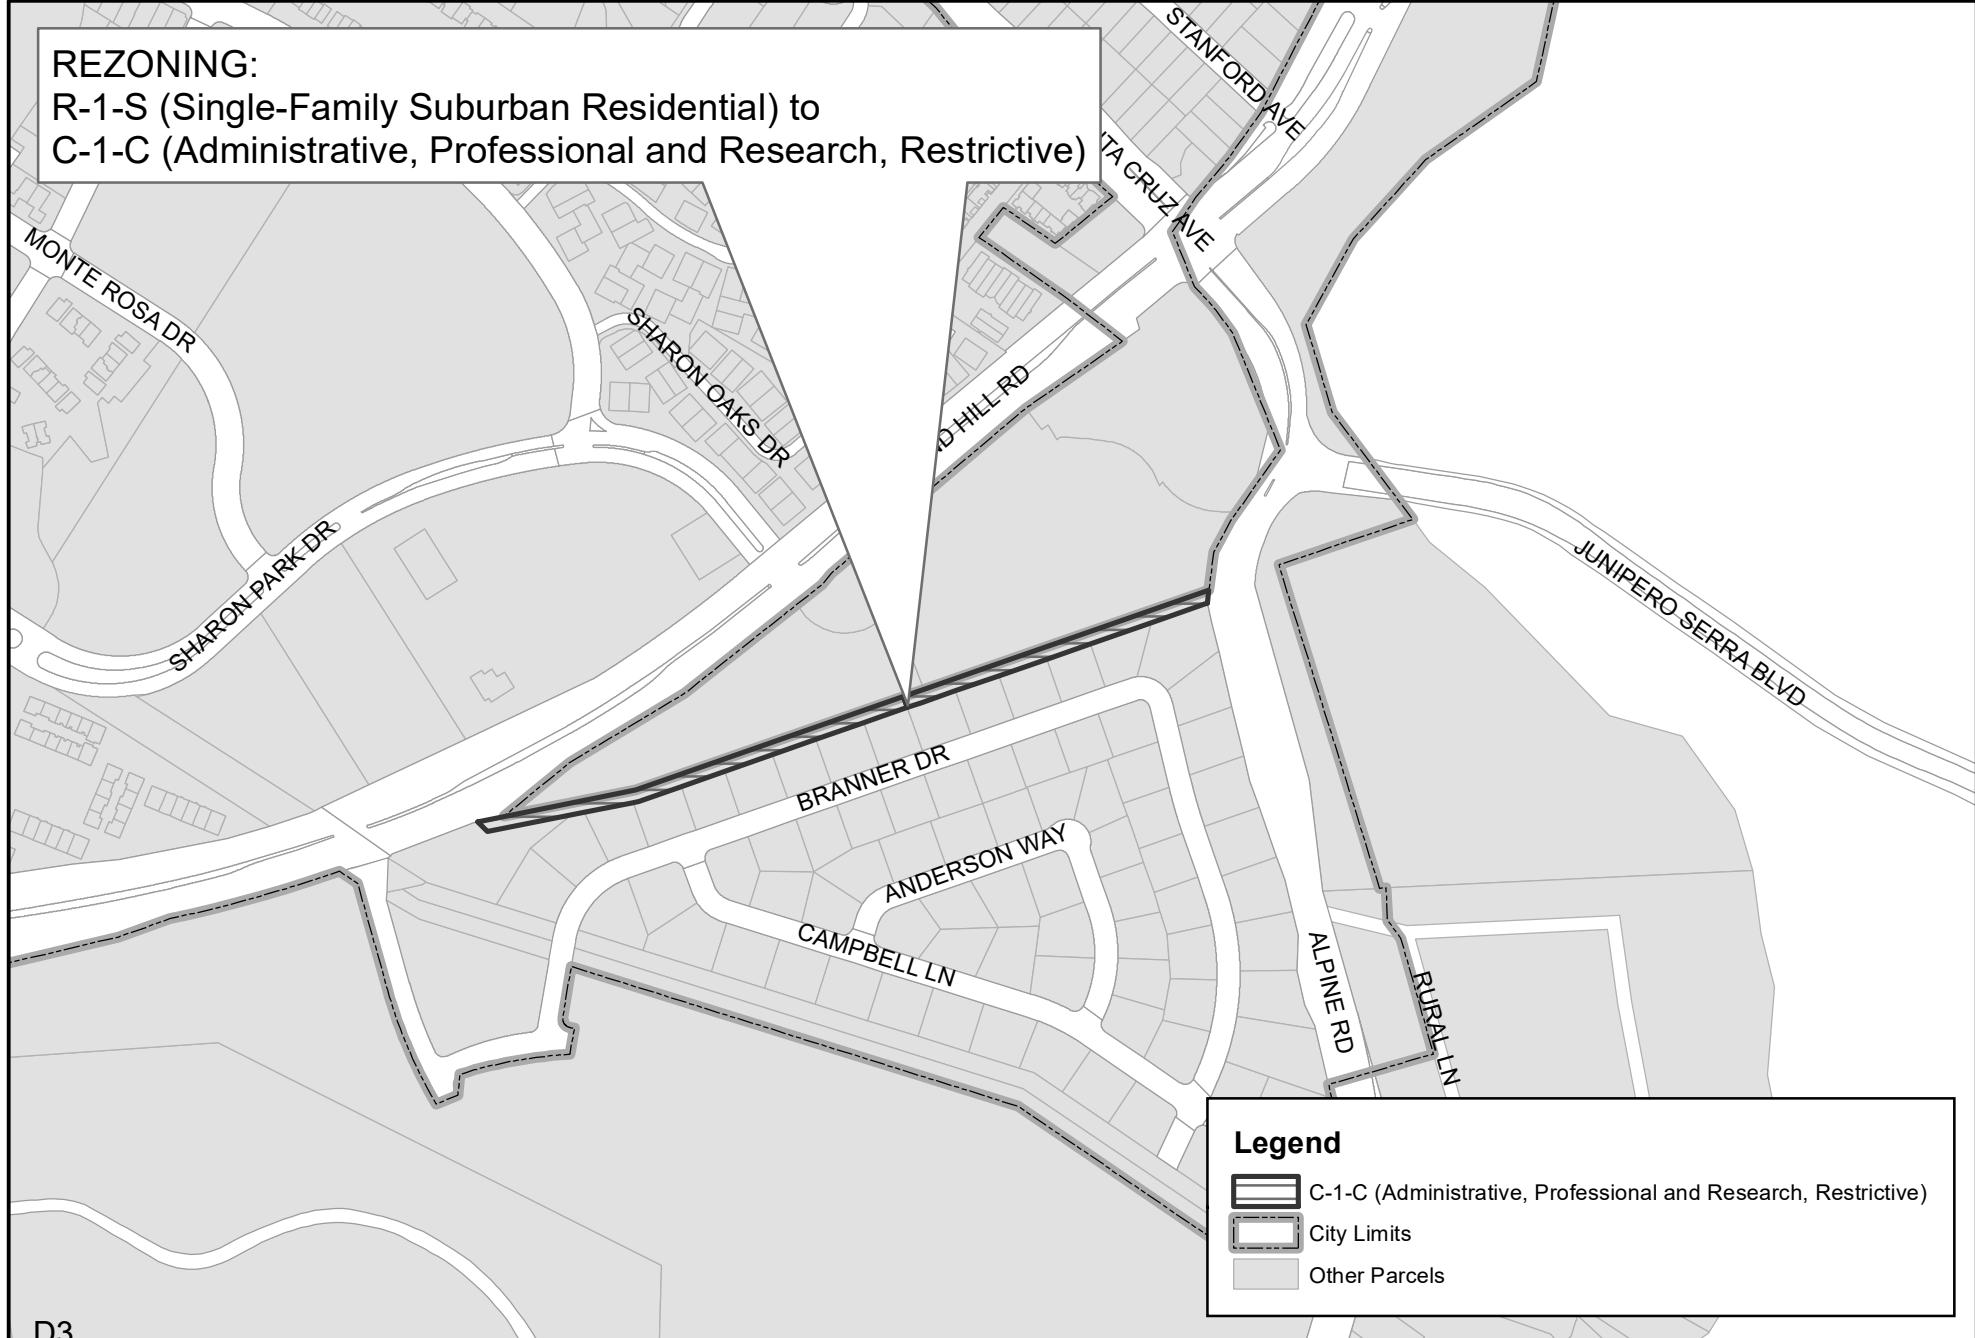 REZONING:
R-1-S (Single-Family Suburban Residential) to
C-1-C (Administrative, Professional and Research, Restrictive)
STANFORD AVE
CRUZ AVE
MONTE ROSA DR
SHARON OAKS DR
HILL RD
SHARON PARK DR
JUNIPERO SERRA BLVD
BRANNER DR
ANDERSON WAY
CAMPBELL LN
ALPINE RD
RURAL LN
Legend
C-1-C (Administrative, Professional and Research, Restrictive)
City Limits
Other Parcels
D3